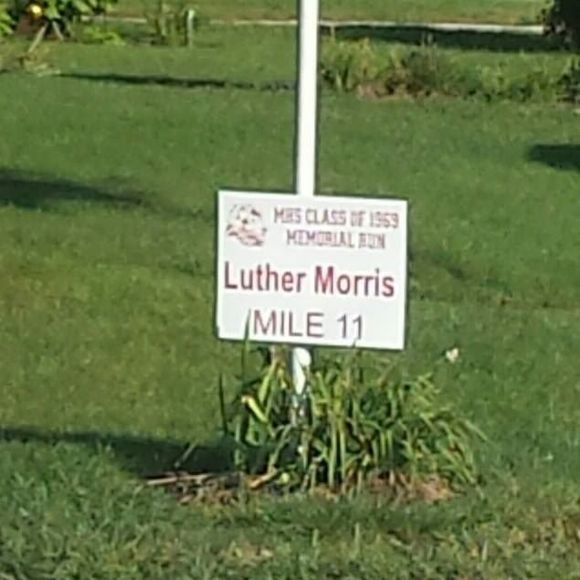 MHS CLASS OF 1969
MEMORIAL RUN
Luther Morris
MILE 11